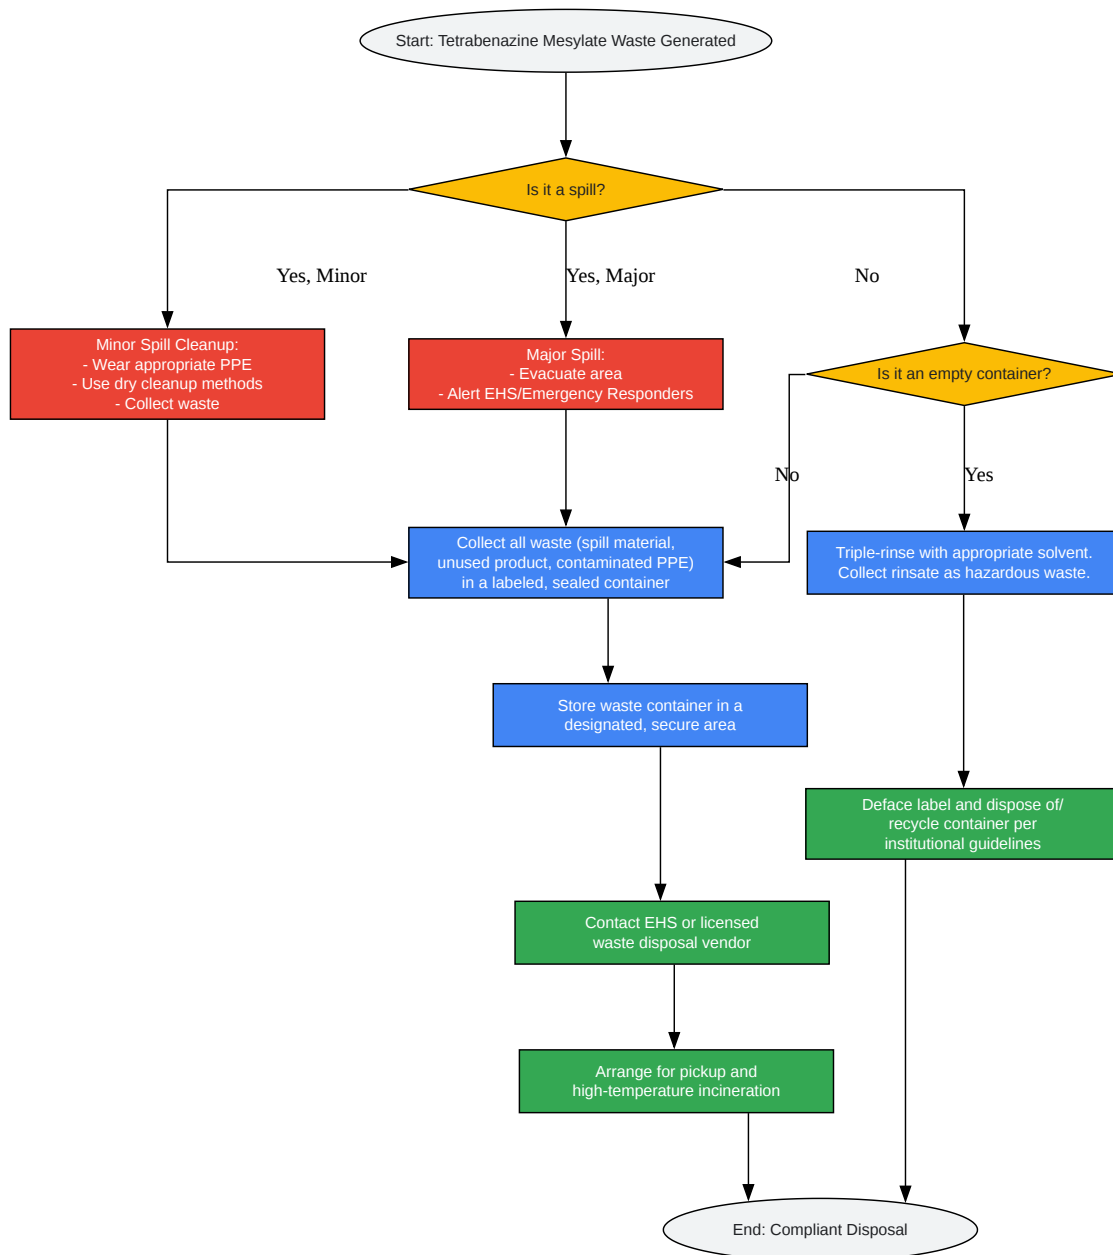 Start: Tetrabenazine Mesylate Waste Generated
Is it a spill?
Yes, Minor
Yes, Major
No
Minor Spill Cleanup:
- Wear appropriate PPE
- Use dry cleanup methods
- Collect waste
Major Spill:
- Evacuate area
- Alert EHS/Emergency Responders
Is it an empty container?
No
Yes
Collect all waste (spill material,
unused product, contaminated PPE)
in a labeled, sealed container
Triple-rinse with appropriate solvent.
Collect rinsate as hazardous waste.
Store waste container in a
designated, secure area
Deface label and dispose of/
recycle container per
institutional guidelines
Contact EHS or licensed
waste disposal vendor
Arrange for pickup and
high-temperature incineration
End: Compliant Disposal